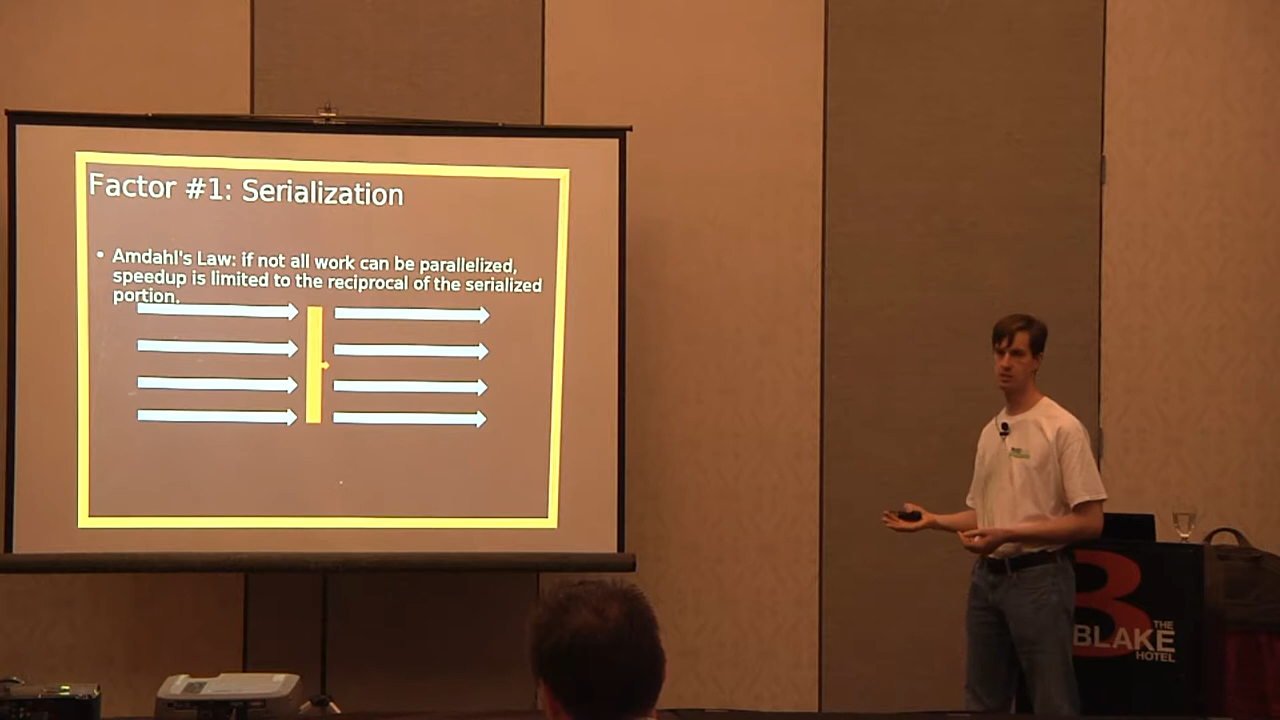 Factor #1: Serialization
• Amdahl's Law: if not all work can be parallelized,
speedup is limited to the reciprocal of the serialized
portion.
THE
BLAKE
HOTEL